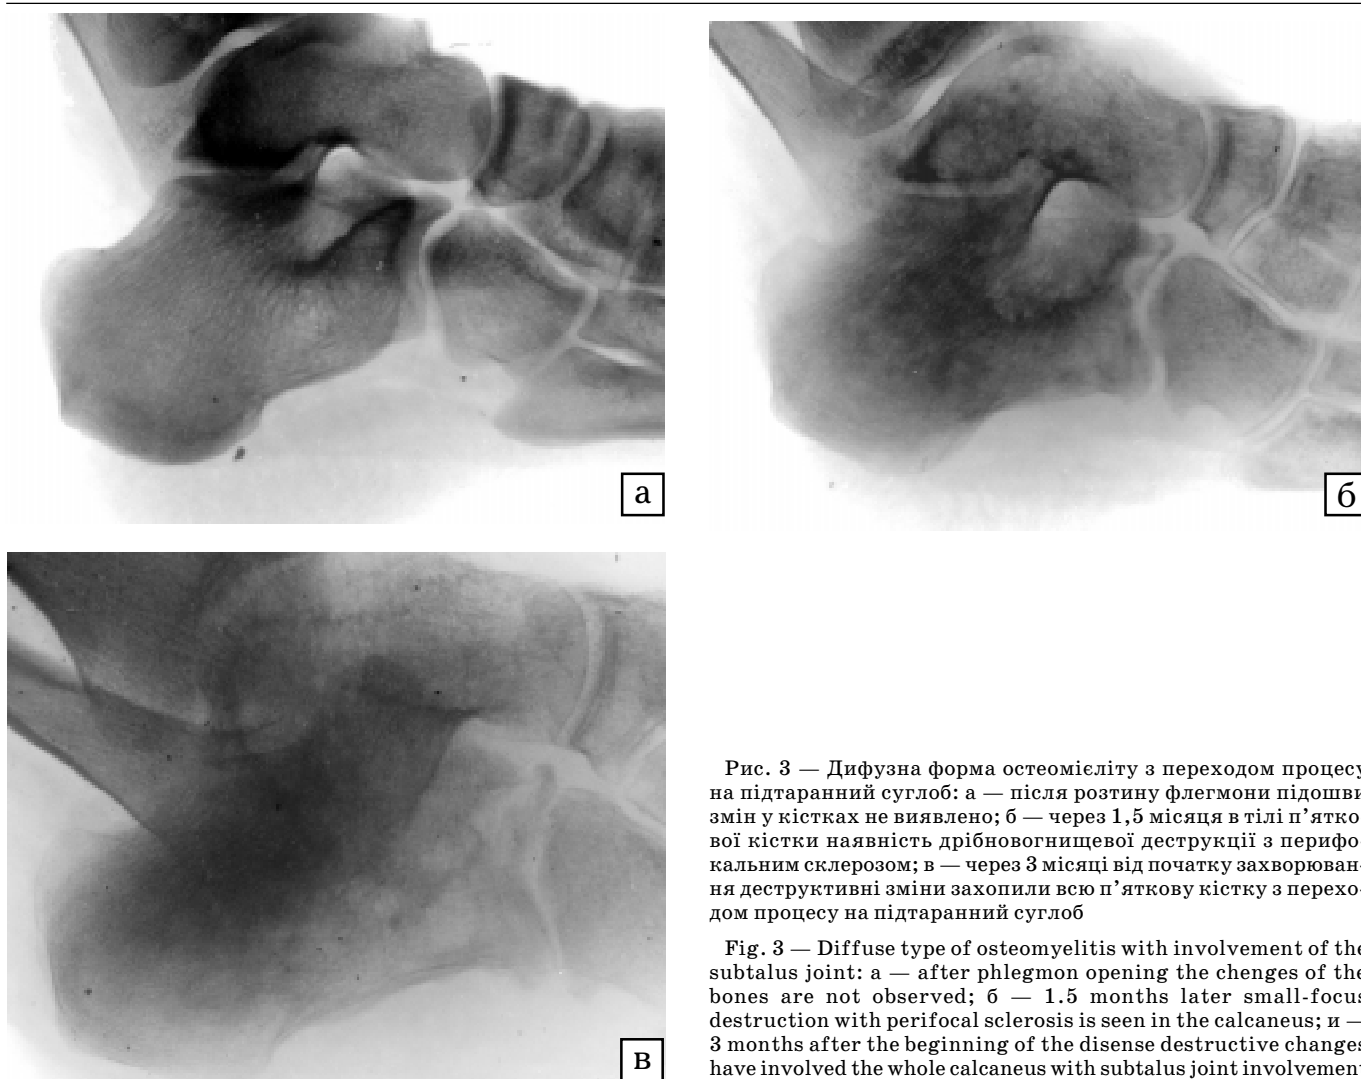 а
б
в
Рис. 3 — Дифузна форма остеомієліту з переходом процесу
на підтаранний суглоб: а — після розтину флегмони підошви
змін у кістках не виявлено; б — через 1,5 місяця в тілі п’ятко-
вої кістки наявність дрібновогнищевої деструкції з перифо-
кальним склерозом; в — через 3 місяці від початку захворюван-
ня деструктивні зміни захопили всю п’яткову кістку з перехо-
дом процесу на підтаранний суглоб
Fig. 3 — Diffuse type of osteomyelitis with involvement of the
subtalus joint: а — after phlegmon opening the chenges of the
bones are not observed; б — 1.5 months later small-focus
destruction with perifocal sclerosis is seen in the calcaneus; и —
3 months after the beginning of the disense destructive changes
have involved the whole calcaneus with subtalus joint involvement